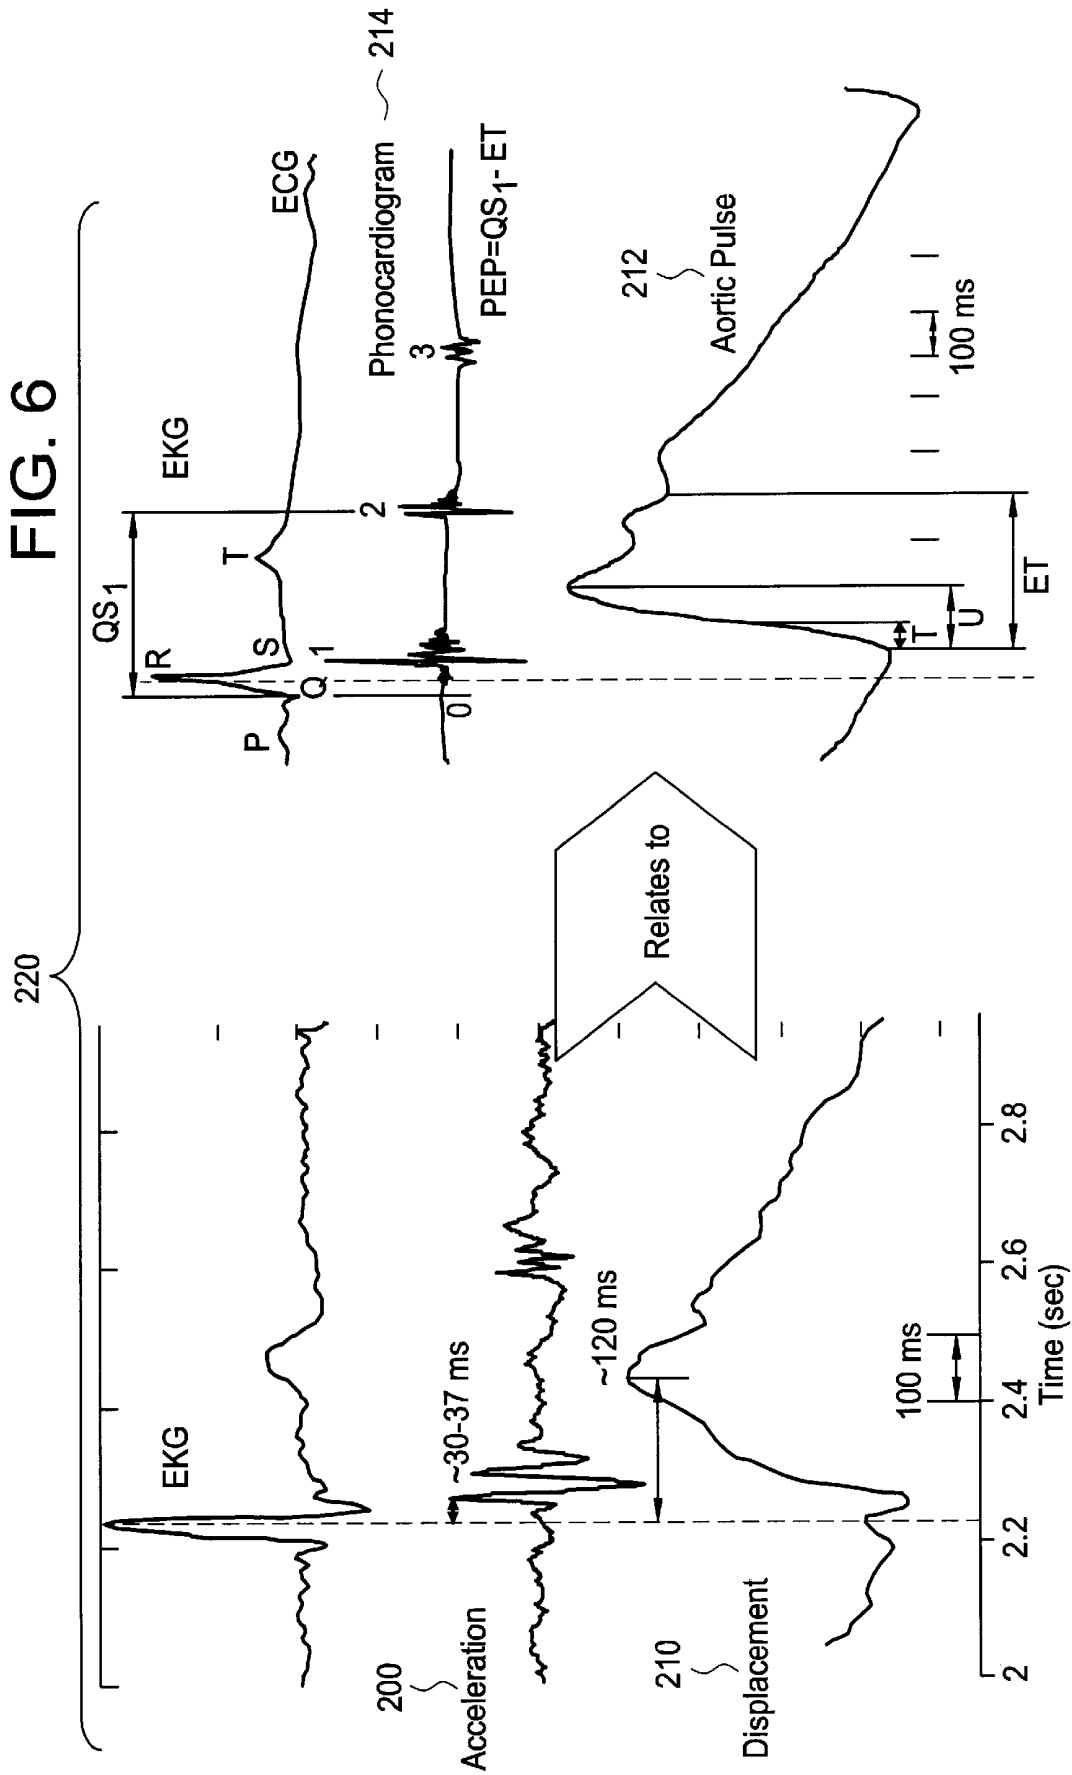 FIG. 6
220
EKG
~30-37 ms
200
Acceleration
~120 ms
210
Displacement
100 ms
2
2.2
2.4
2.6
2.8
Time (sec)
Relates to
QS1
EKG
R
T
P
Q
S
ECG
Phonocardiogram
214
0
1
2
3
PEP=QS1-ET
212
Aortic Pulse
T
U
ET
100 ms